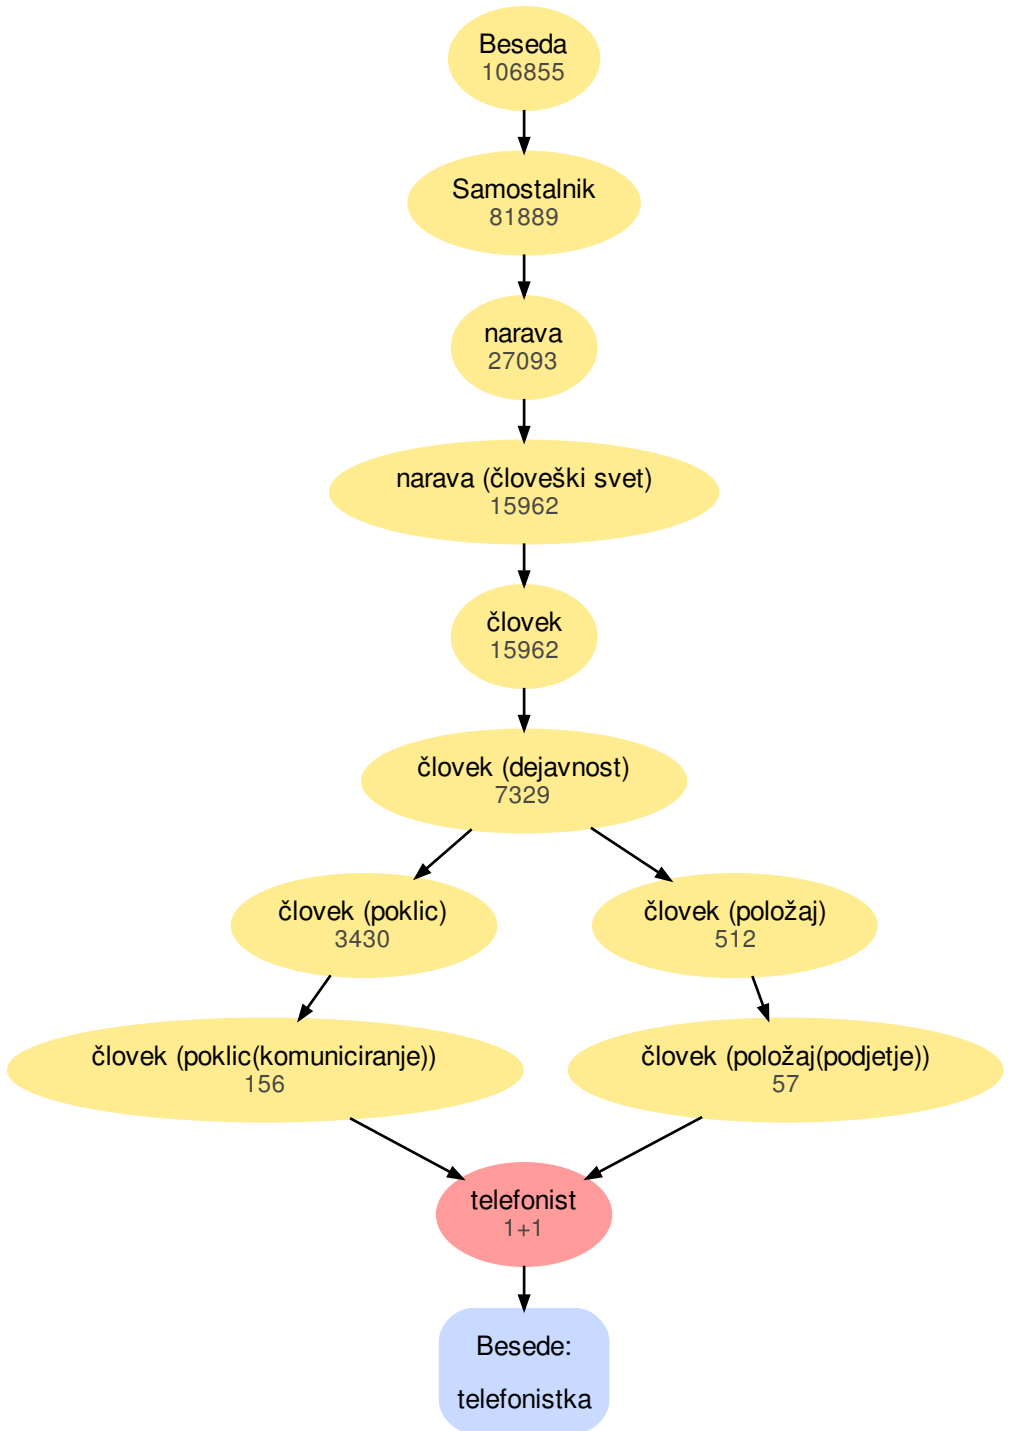 Beseda
106855
Samostalnik
81889
narava
27093
narava (človeški svet)
15962
človek
15962
človek (dejavnost)
7329
človek (poklic)
3430
človek (položaj)
512
človek (poklic(komuniciranje))
156
človek (položaj(podjetje))
57
telefonist
1+1
Besede:
telefonistka